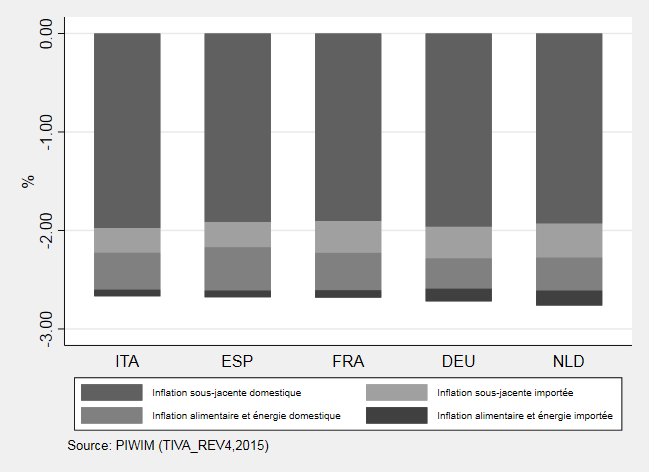 0.00
-1.00
-2.00
-3.00
%
ITA ESP FRA DEU NLD
Inflation sous-jacente domestique Inflation sous-jacente importée
Inflation alimentaire et énergie domestique Inflation alimentaire et énergie importée
Source: PIWIM (TIVA_REV4,2015)